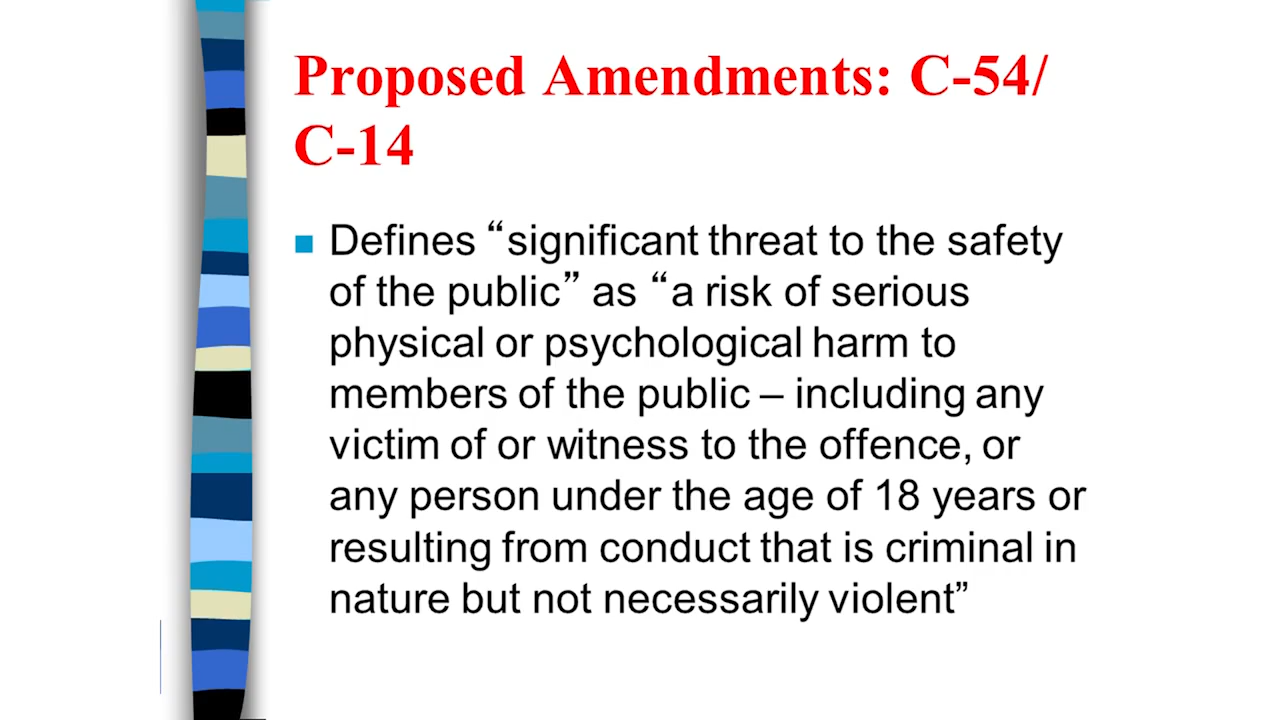 Proposed Amendments: C-54/
C-14
Defines “significant threat to the safety
of the public” as “a risk of serious
physical or psychological harm to
members of the public – including any
victim of or witness to the offence, or
any person under the age of 18 years or
resulting from conduct that is criminal in
nature but not necessarily violent”